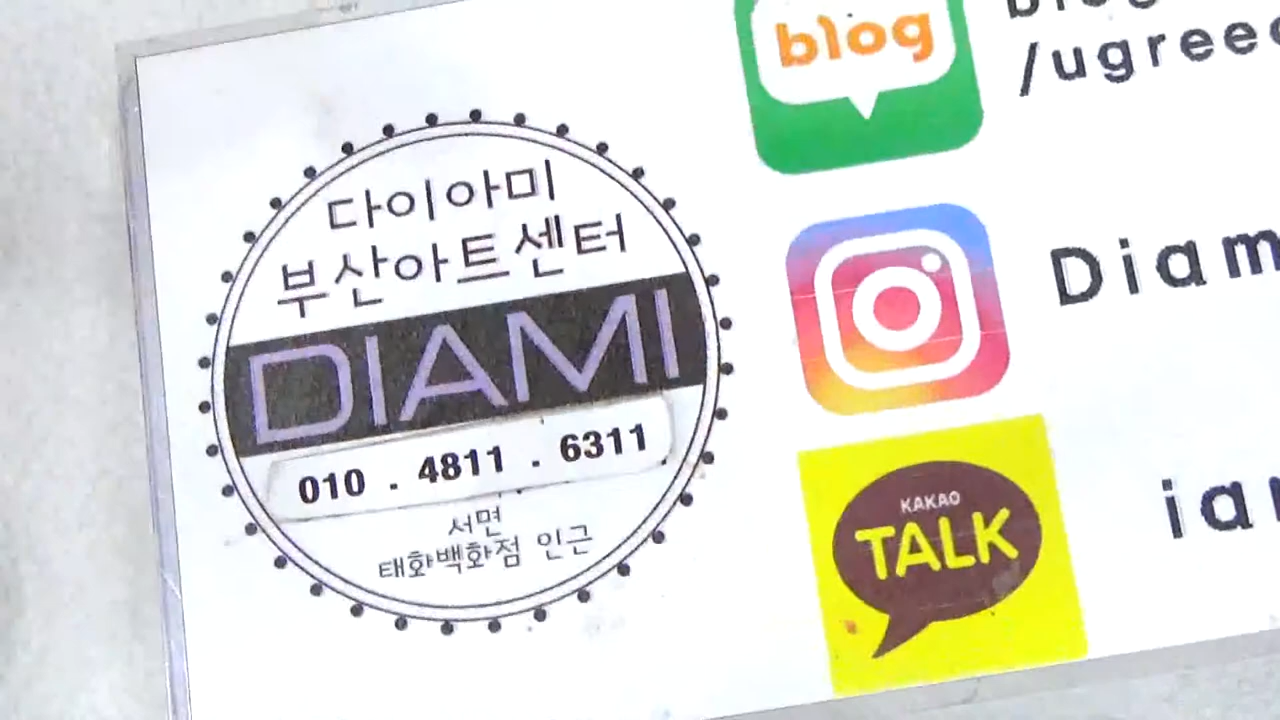 다이아미
부산아트센터
DIAMI
010 . 4811 . 6311
서면
태화백화점 인근
blog
/ugree
Diam
KAKAO
TALK